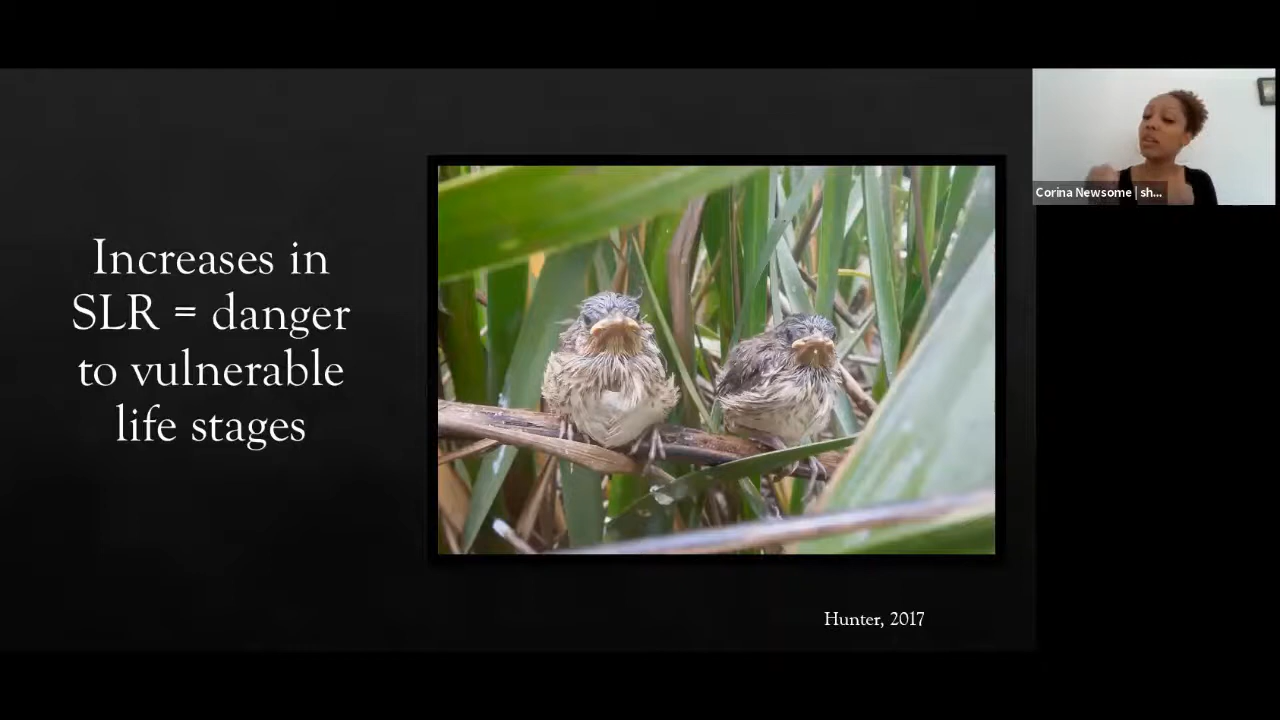 Increases in
SLR = danger
to vulnerable
life stages
Hunter, 2017
Corina Newsome | sh...